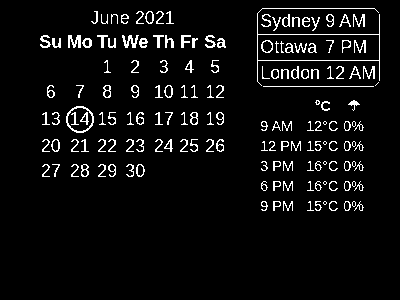 June 2021
Su Mo Tu We Th Fr Sa
1 2 3 4 5
6 7 8 9 10 11 12
13 14 15 16 17 18 19
20 21 22 23 24 25 26
27 28 29 30
Sydney 9 AM
Ottawa 7 PM
London 12 AM
°C ☂
9 AM 12°C 0%
12 PM 15°C 0%
3 PM 16°C 0%
6 PM 16°C 0%
9 PM 15°C 0%